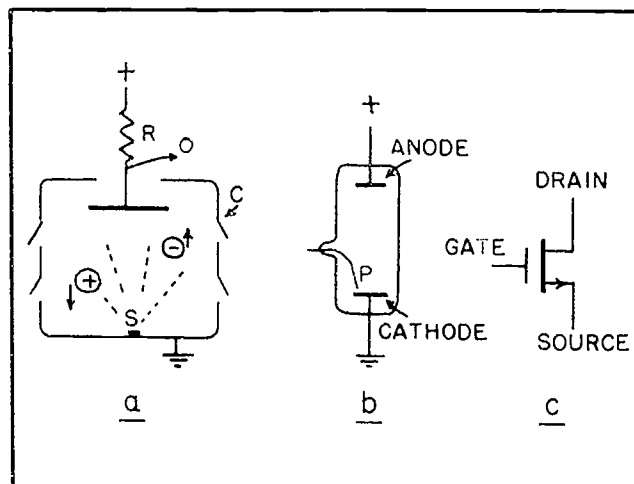 +
R
O
C
−
+
S
a
+
ANODE
P
CATHODE
b
DRAIN
GATE
SOURCE
c